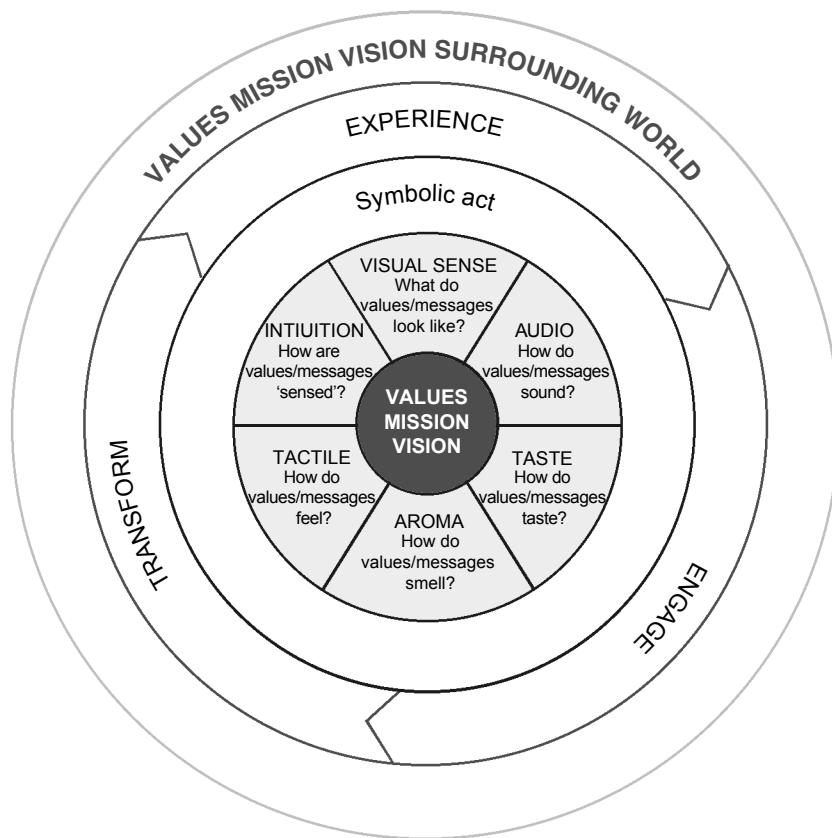 VALUES MISSION VISION SURROUNDING WORLD
EXPERIENCE
Symbolic act
VISUAL SENSE
What do
values/messages
look like?
INTIUITION
How are
values/messages
‘sensed’?
AUDIO
How do
values/messages
sound?
VALUES
MISSION
VISION
TACTILE
How do
values/messages
feel?
TASTE
How do
values/messages
taste?
AROMA
How do
values/messages
smell?
TRANSFORM
ENGAGE